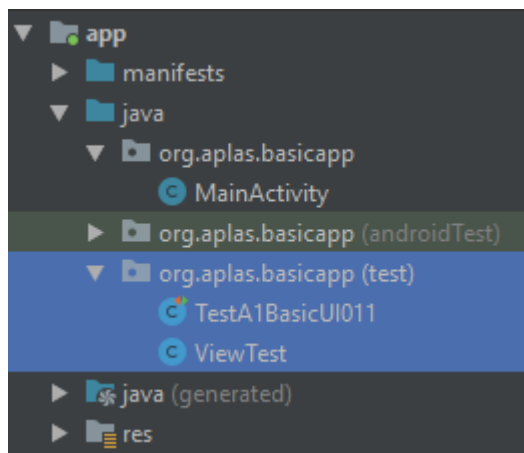 app
manifests
java
org.aplas.basicapp
MainActivity
org.aplas.basicapp (androidTest)
org.aplas.basicapp (test)
TestA1BasicUI011
ViewTest
java (generated)
res